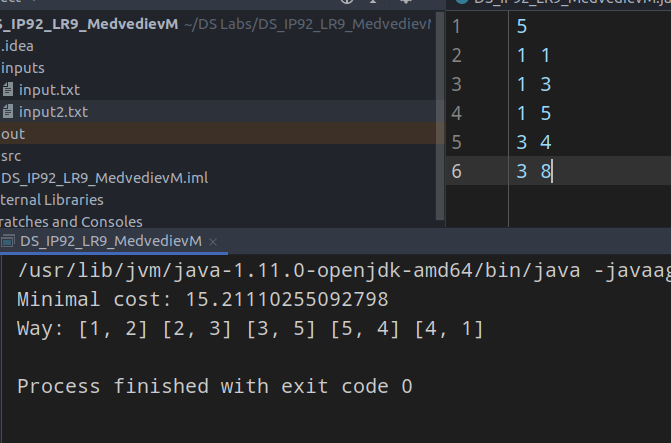 S_IP92_LR9_MedvedievM ~/DS Labs/DS_IP92_LR9_Medvediev
.idea
inputs
input.txt
input2.txt
out
src
DS_IP92_LR9_MedvedievM.iml
ternal Libraries
ratches and Consoles
1 5
2 1 1
3 1 3
4 1 5
5 3 4
6 3 8
DS_IP92_LR9_MedvedievM ×
/usr/lib/jvm/java-1.11.0-openjdk-amd64/bin/java -javaag
Minimal cost: 15.21110255092798
Way: [1, 2] [2, 3] [3, 5] [5, 4] [4, 1]
Process finished with exit code 0